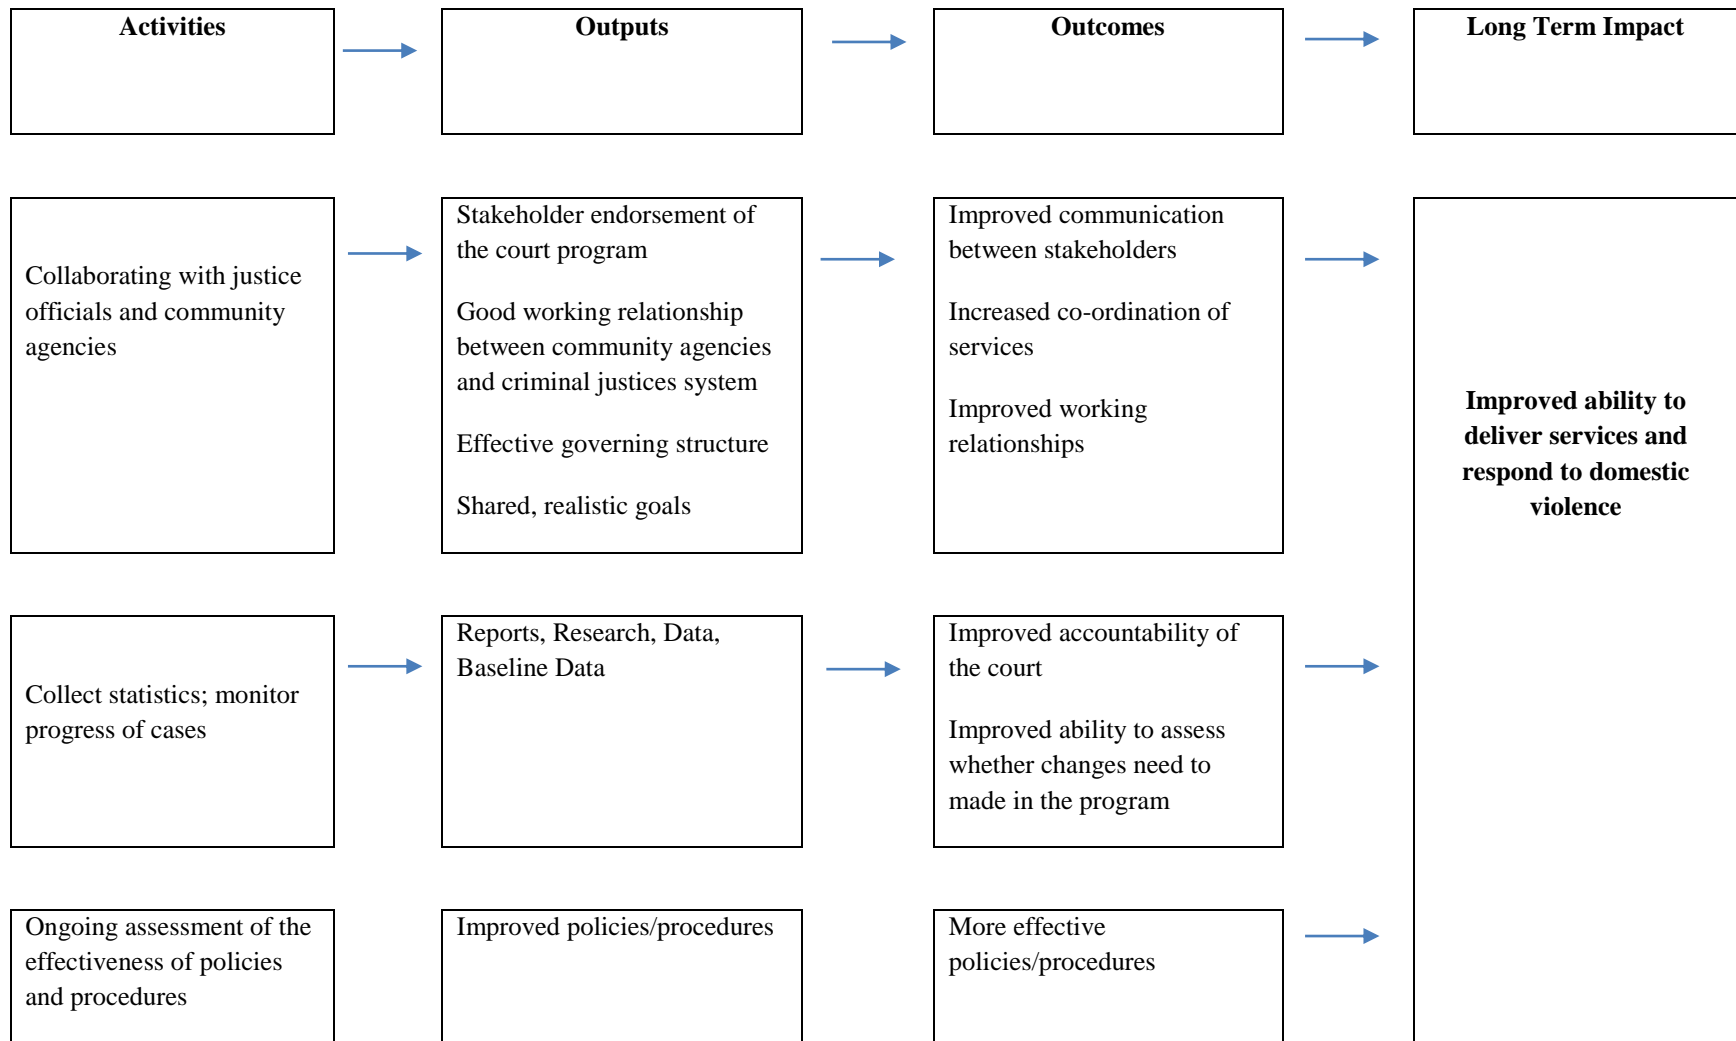 Activities
Outputs
Outcomes
Long Term Impact
Collaborating with justice
officials and community
agencies
Stakeholder endorsement of
the court program
Good working relationship
between community agencies
and criminal justices system
Effective governing structure
Shared, realistic goals
Improved communication
between stakeholders
Increased co-ordination of
services
Improved working
relationships
Improved ability to
deliver services and
respond to domestic
violence
Collect statistics; monitor
progress of cases
Reports, Research, Data,
Baseline Data
Improved accountability of
the court
Improved ability to assess
whether changes need to
made in the program
Ongoing assessment of the
effectiveness of policies
and procedures
Improved policies/procedures
More effective
policies/procedures